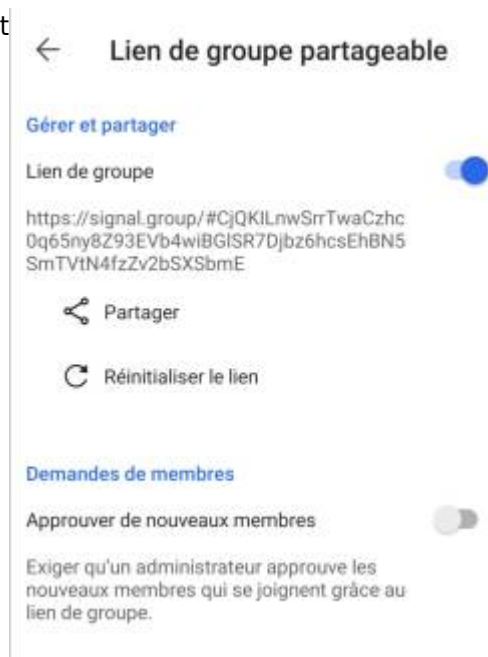 t
Lien de groupe partageable
Gérer et partager
Lien de groupe
https://signal.group/#CjQKILnwSrrTwaCzhc
0q65ny8Z93EVb4wiBGlSR7Djbz6hcsEhBN5
SmTVtN4fzZv2bSXSbmE
Partager
Réinitialiser le lien
Demandes de membres
Approuver de nouveaux membres
Exiger qu'un administrateur approuve les
nouveaux membres qui se joignent grâce au
lien de groupe.